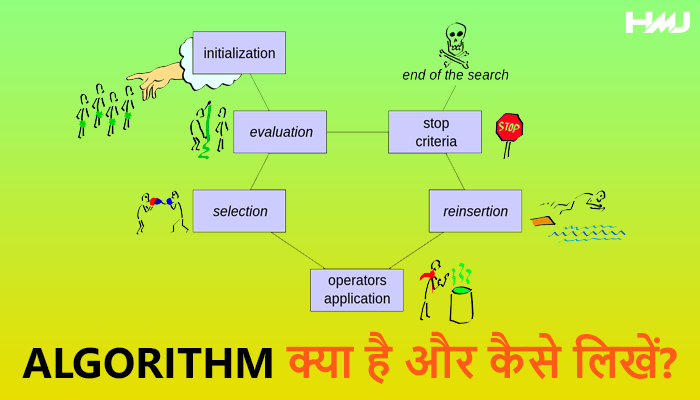 HMJ
initialization
end of the search
evaluation
stop
criteria
STOP
selection
reinsertion
operators
application
ALGORITHM क्या है और कैसे लिखें?